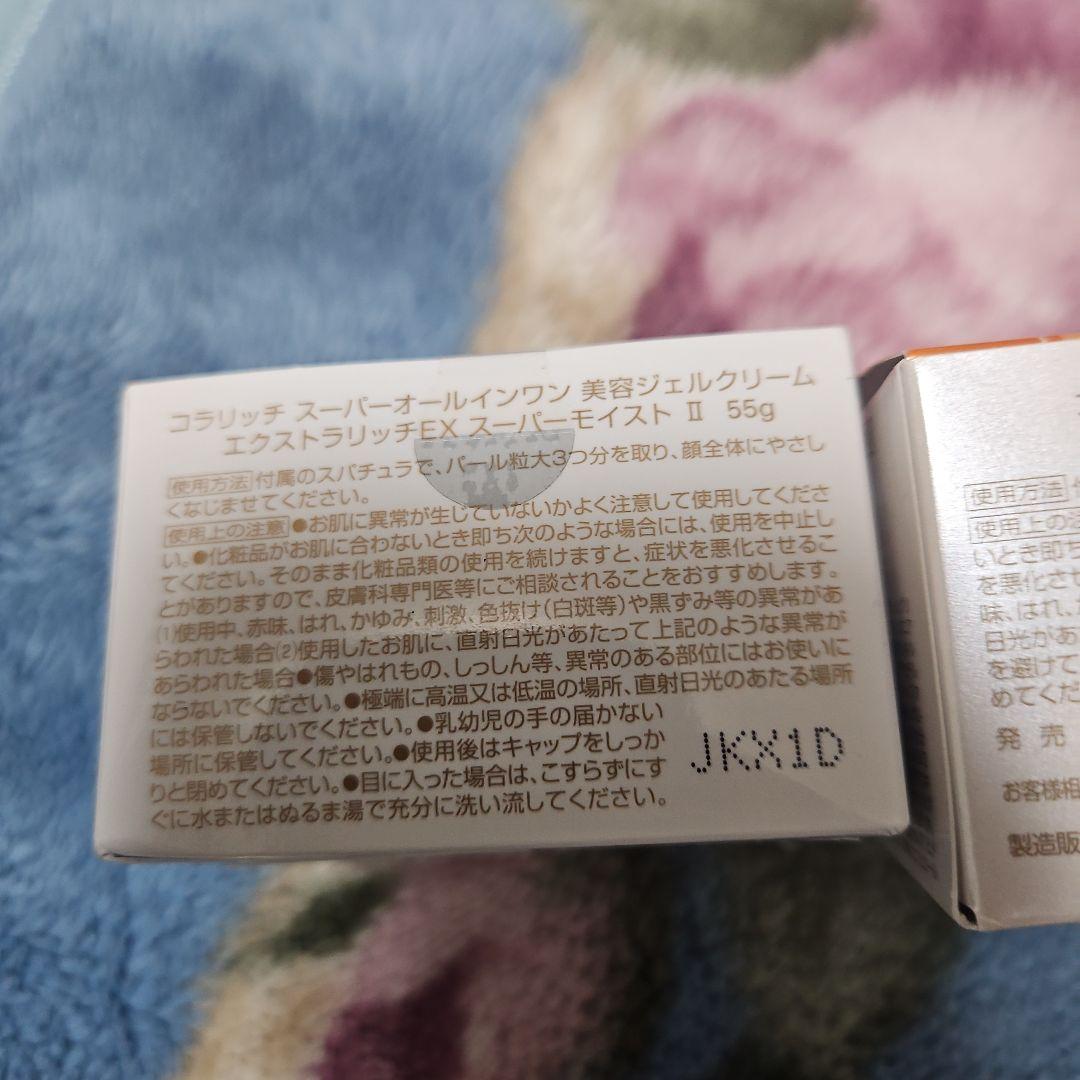 コラリッチ スーパーオールインワン 美容ジェルクリーム
エクストラリッチEX スーパーモイスト Ⅱ 55g
使用方法 付属のスパチュラで、パール粒大3つ分を取り、顔全体にやさし
くなじませてください。
使用上の注意 ●お肌に異常が生じていないかよく注意して使用してくださ
い。●化粧品がお肌に合わないとき即ち次のような場合には、使用を中止し
てください。そのまま化粧品類の使用を続けますと、症状を悪化させるこ
とがありますので、皮膚科専門医等にご相談されることをおすすめします。
(1)使用中、赤味、はれ、かゆみ、刺激、色抜け(白斑等)や黒ずみ等の異常があ
らわれた場合(2)使用したお肌に、直射日光があたって上記のような異常が
あらわれた場合●傷やはれもの、しっしん等、異常のある部位にはお使いに
ならないでください。●極端に高温又は低温の場所、直射日光のあたる場所
には保管しないでください。●乳幼児の手の届かない
場所に保管してください。●使用後はキャップをしっか
りと閉めてください。●目に入った場合は、こすらずにす
ぐに水またはぬるま湯で充分に洗い流してください。
JKX1D
使用方法
使用上の注
いとき即ち
を悪化させ
味、はれ、か
日光があ
を避けて
めてくだ
発売
お客様相
製造販